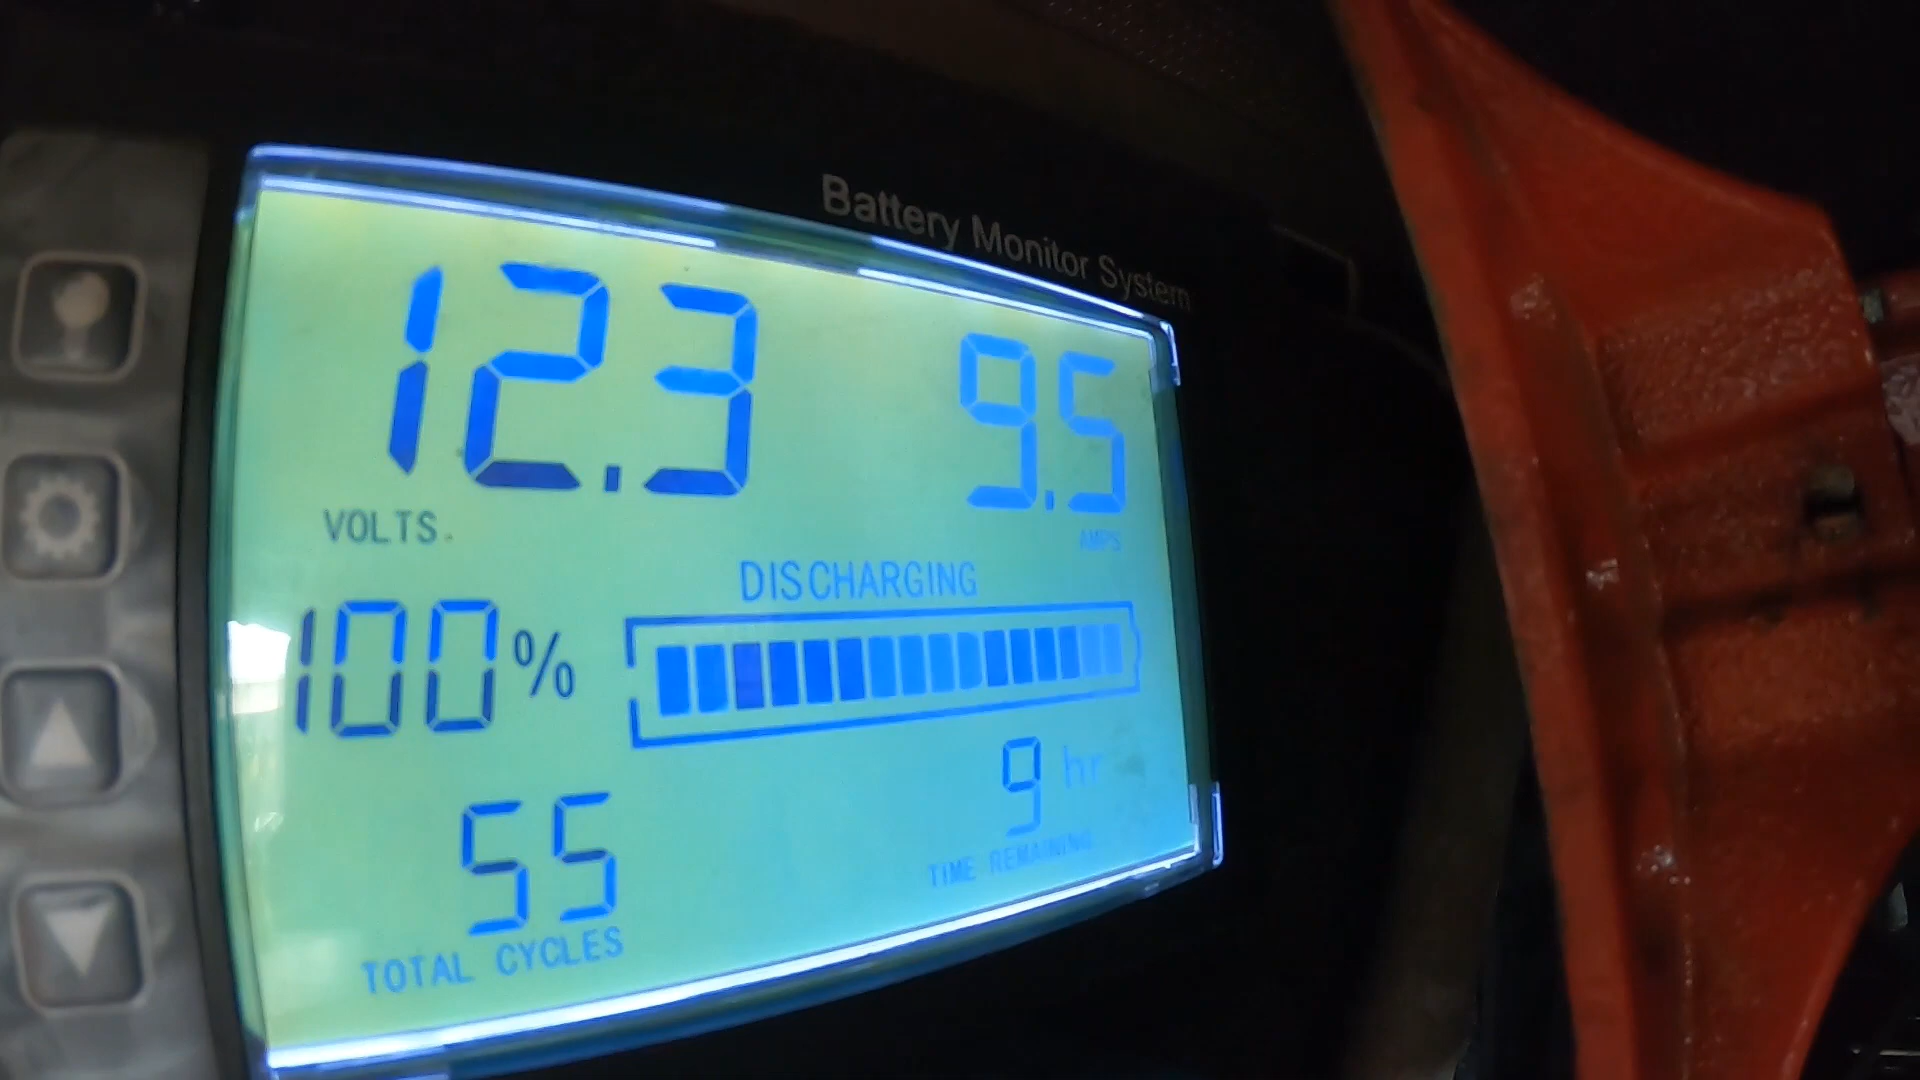 Battery Monitor System
12.3 9.5
VOLTS. AMPS
DISCHARGING
100%
9 hr
55 TIME REMAINING
TOTAL CYCLES